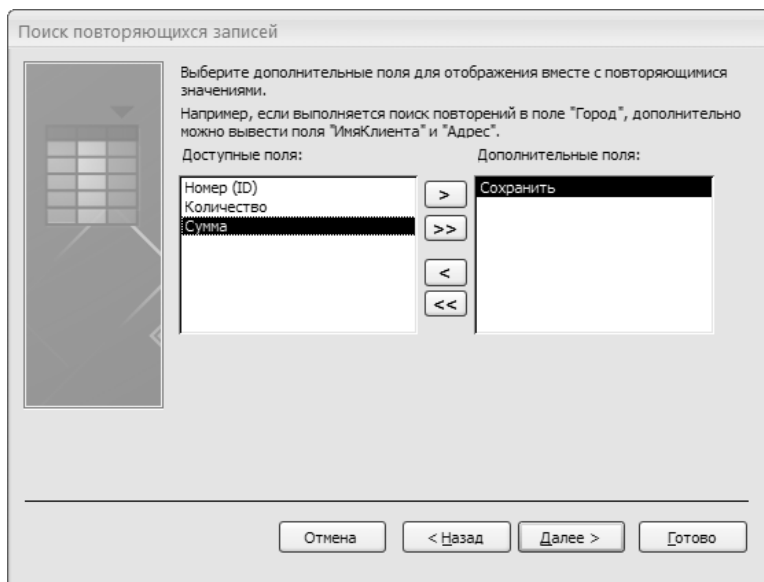 Поиск повторяющихся записей
Выберите дополнительные поля для отображения вместе с повторяющимися
значениями.
Например, если выполняется поиск повторений в поле "Город", дополнительно
можно вывести поля "ИмяКлиента" и "Адрес".
Доступные поля:
Дополнительные поля:
Номер (ID)
Количество
Сумма
Сохранить
>
>>
<
<<
Отмена
< Назад
Далее >
Готово